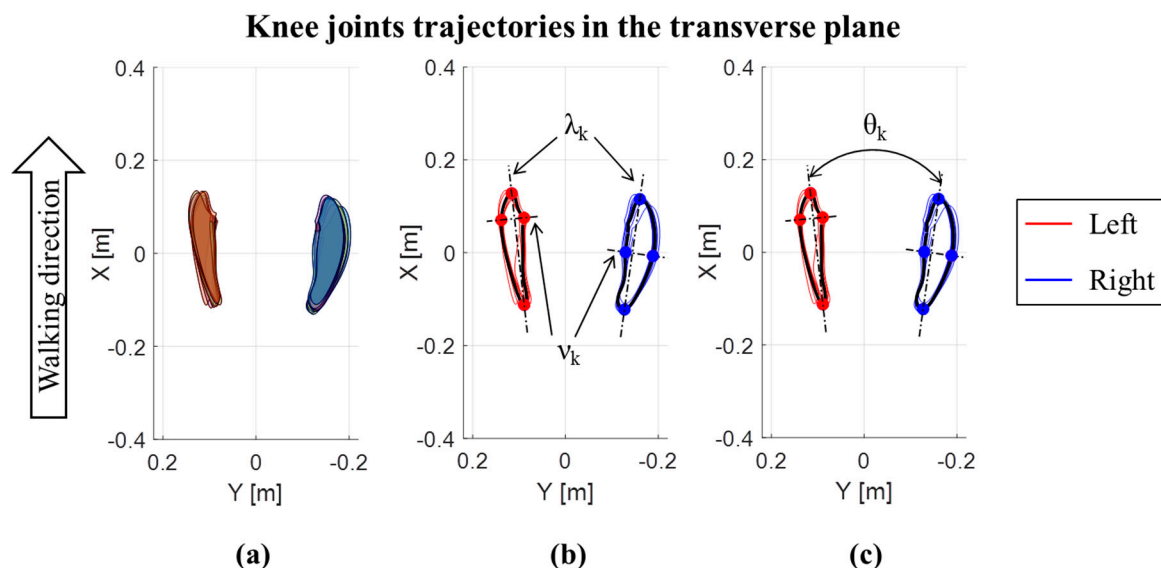 Knee joints trajectories in the transverse plane
Walking direction
X [m]
0.4
0.2
0
-0.2
-0.4
0.2
0
-0.2
Y [m]
(a)
X [m]
0.4
0.2
0
-0.2
-0.4
λk
νk
0.2
0
-0.2
Y [m]
(b)
X [m]
0.4
0.2
0
-0.2
-0.4
θk
0.2
0
-0.2
Y [m]
(c)
Left
Right